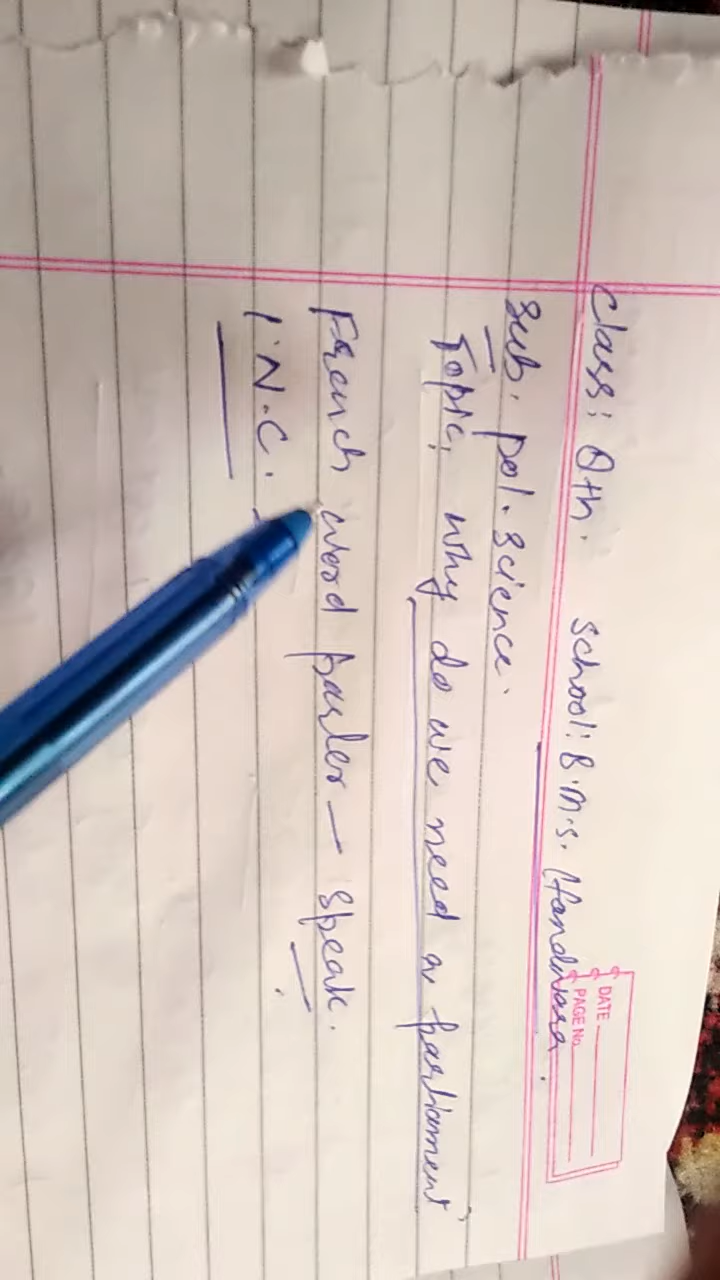 Class: 8th. School: B.M.S. Handwara.
DATE
PAGE No.
Sub. pol. science.
Topic, why do we need a parliament
French word parler - speak.
I.N.C.